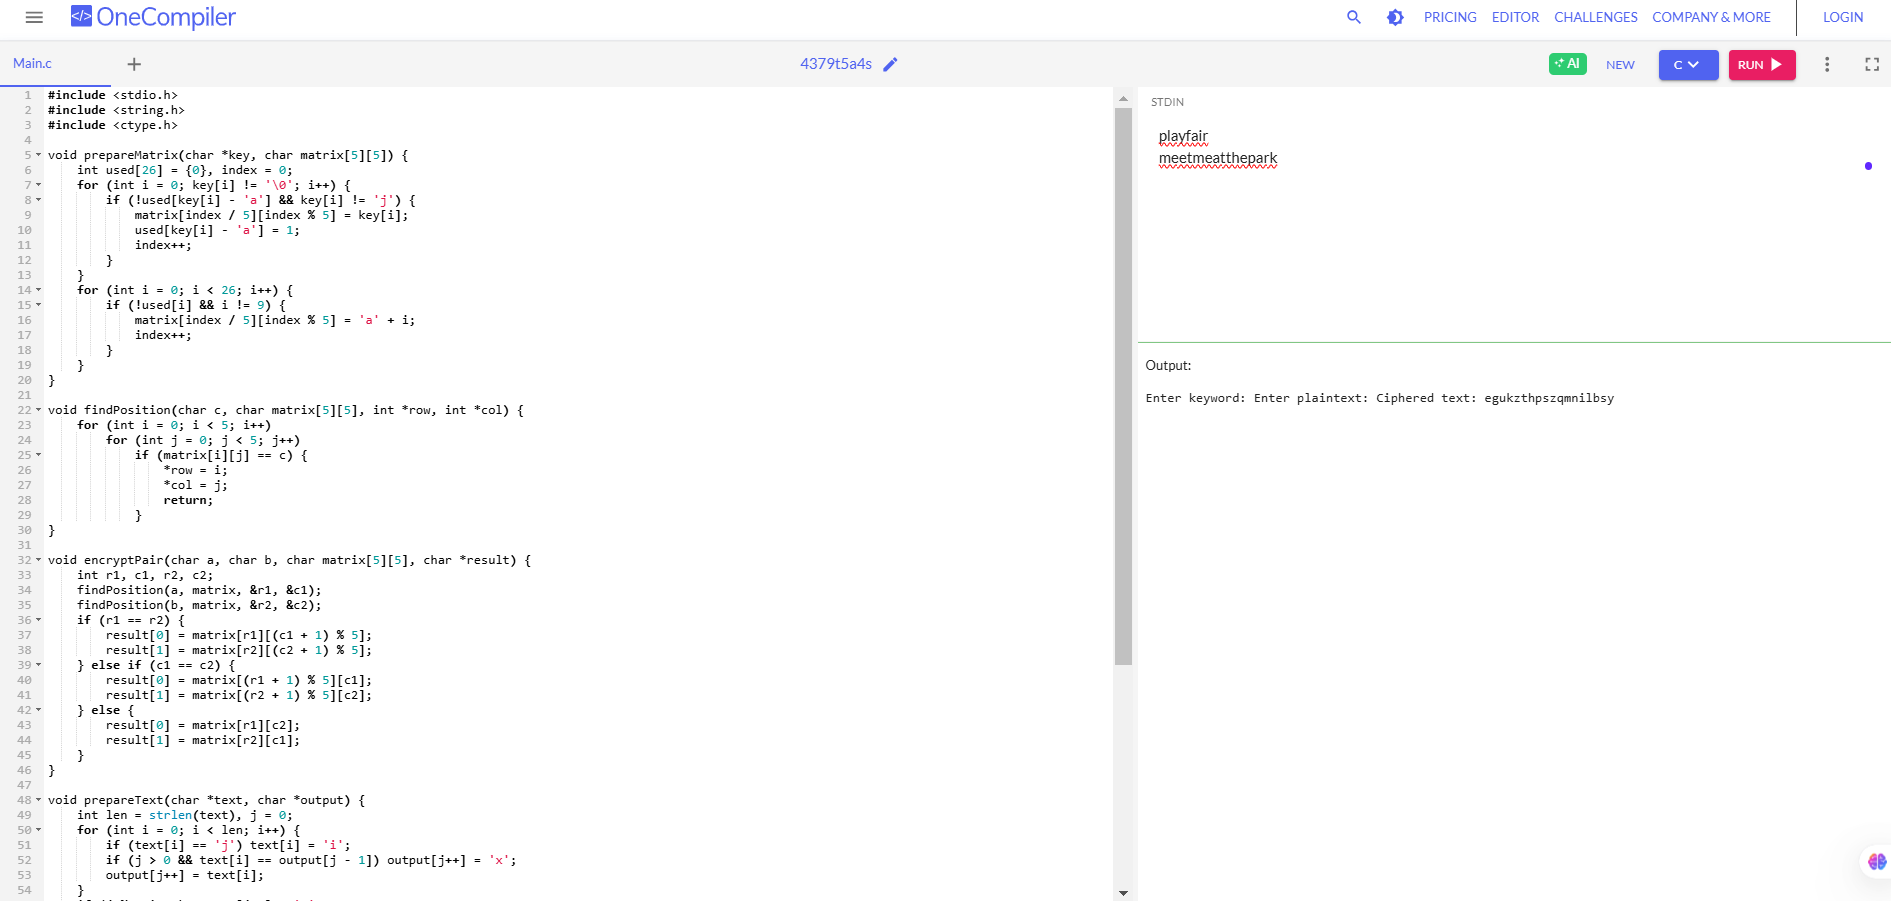 </> OneCompiler
PRICING EDITOR CHALLENGES COMPANY & MORE LOGIN
Main.c + 4379t5a4s AI NEW C RUN
1 #include <stdio.h>
2 #include <string.h>
3 #include <ctype.h>
4
5 void prepareMatrix(char *key, char matrix[5][5]) {
6     int used[26] = {0}, index = 0;
7     for (int i = 0; key[i] != '\0'; i++) {
8         if (!used[key[i] - 'a'] && key[i] != 'j') {
9             matrix[index / 5][index % 5] = key[i];
10             used[key[i] - 'a'] = 1;
11             index++;
12         }
13     }
14     for (int i = 0; i < 26; i++) {
15         if (!used[i] && i != 9) {
16             matrix[index / 5][index % 5] = 'a' + i;
17             index++;
18         }
19     }
20 }
21
22 void findPosition(char c, char matrix[5][5], int *row, int *col) {
23     for (int i = 0; i < 5; i++)
24         for (int j = 0; j < 5; j++)
25             if (matrix[i][j] == c) {
26                 *row = i;
27                 *col = j;
28                 return;
29             }
30 }
31
32 void encryptPair(char a, char b, char matrix[5][5], char *result) {
33     int r1, c1, r2, c2;
34     findPosition(a, matrix, &r1, &c1);
35     findPosition(b, matrix, &r2, &c2);
36     if (r1 == r2) {
37         result[0] = matrix[r1][(c1 + 1) % 5];
38         result[1] = matrix[r2][(c2 + 1) % 5];
39     } else if (c1 == c2) {
40         result[0] = matrix[(r1 + 1) % 5][c1];
41         result[1] = matrix[(r2 + 1) % 5][c2];
42     } else {
43         result[0] = matrix[r1][c2];
44         result[1] = matrix[r2][c1];
45     }
46 }
47
48 void prepareText(char *text, char *output) {
49     int len = strlen(text), j = 0;
50     for (int i = 0; i < len; i++) {
51         if (text[i] == 'j') text[i] = 'i';
52         if (j > 0 && text[i] == output[j - 1]) output[j++] = 'x';
53         output[j++] = text[i];
54     }
STDIN
playfair
meetmeatthepark
Output:
Enter keyword: Enter plaintext: Ciphered text: egukzthpszqmnilbsy